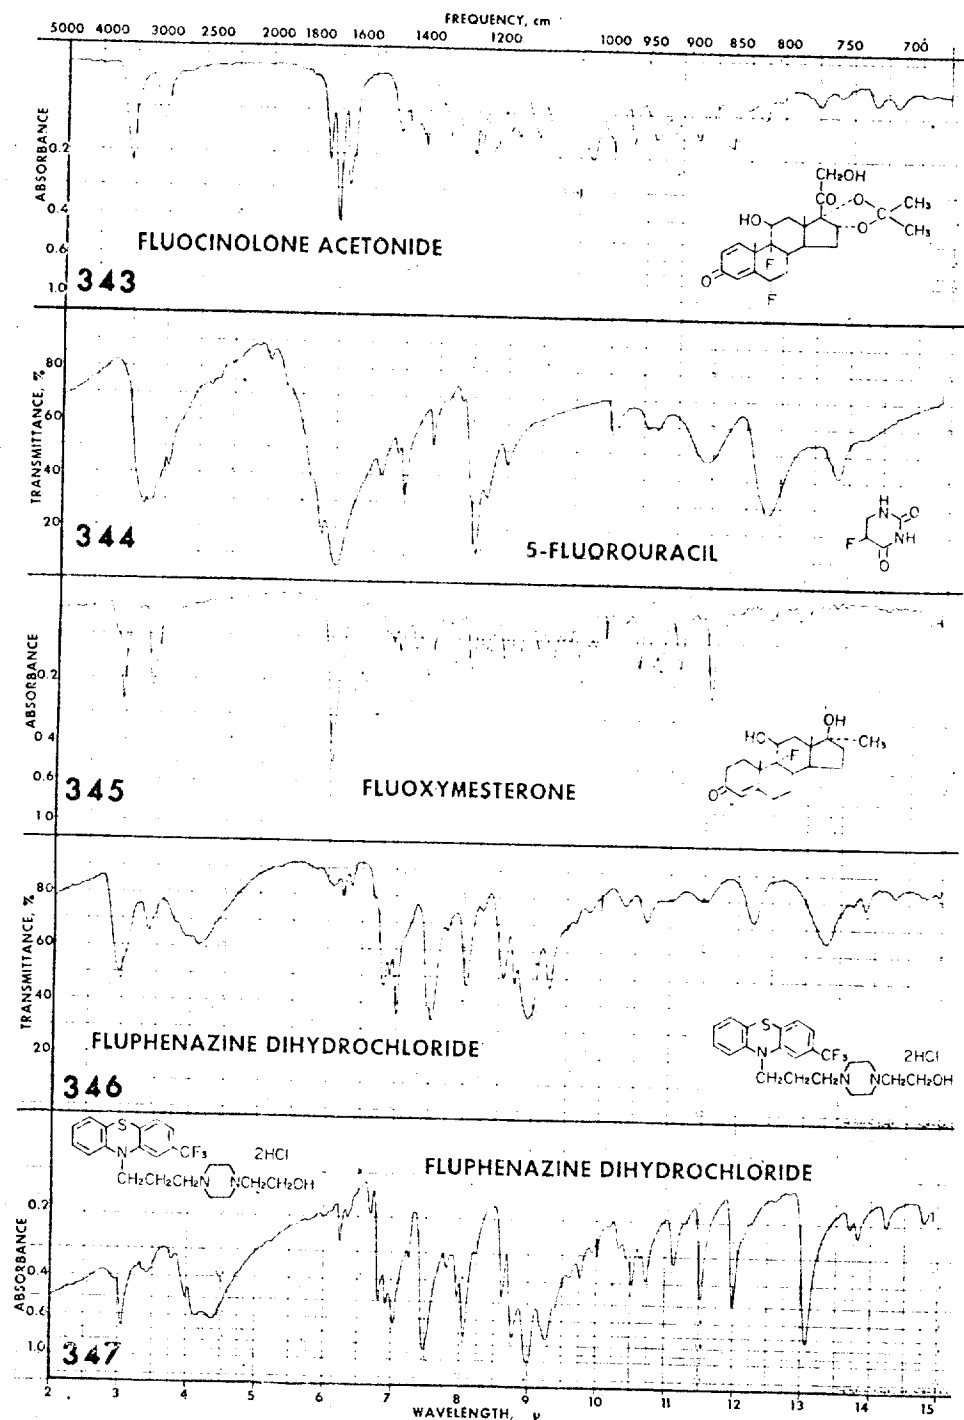 FREQUENCY, cm
5000 4000 3000 2500 2000 1800 1600 1400 1200 1000 950 900 850 800 750 700
ABSORBANCE
0.2
0.4
0.6
1.0
FLUOCINOLONE ACETONIDE
343
CH₂OH
CO O CH₃
HO O CH₃
F
O
F
TRANSMITTANCE, %
80
60
40
20
344
5-FLUOROURACIL
H
N O
F NH
O
ABSORBANCE
0.2
0.4
0.6
1.0
345
FLUOXYMESTERONE
OH
HO CH₃
F
O
TRANSMITTANCE, %
80
60
40
20
FLUPHENAZINE DIHYDROCHLORIDE
346
S
N CF₃ 2HCl
CH₂CH₂CH₂N NCH₂CH₂OH
S
N CF₃ 2HCl
CH₂CH₂CH₂N NCH₂CH₂OH
FLUPHENAZINE DIHYDROCHLORIDE
ABSORBANCE
0.2
0.4
0.6
1.0
347
2 3 4 5 6 7 8 9 10 11 12 13 14 15
WAVELENGTH, μ